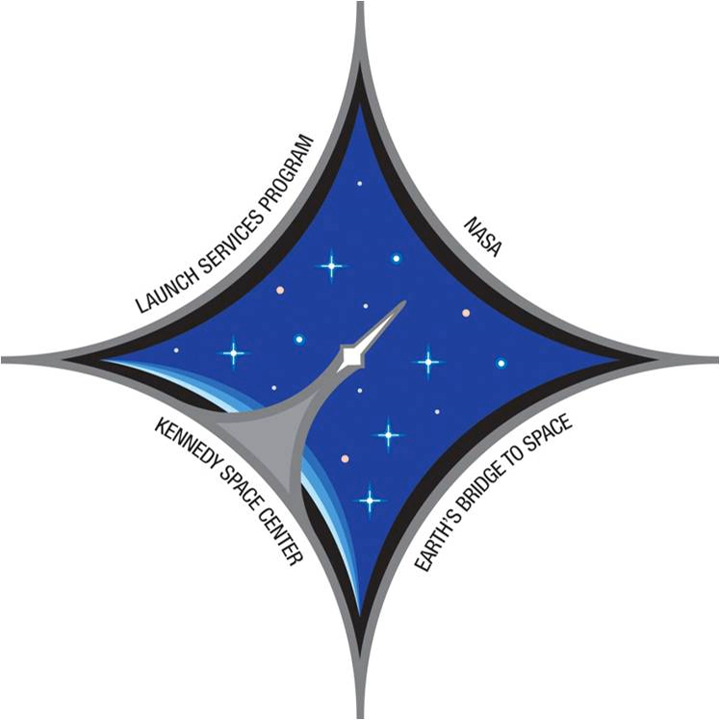 LAUNCH SERVICES PROGRAM
NASA
KENNEDY SPACE CENTER
EARTH'S BRIDGE TO SPACE